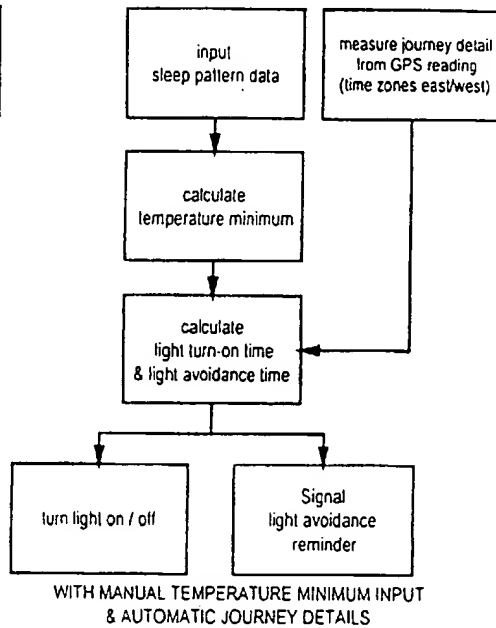 input
sleep pattern data
measure journey detail
from GPS reading
(time zones east/west)
calculate
temperature minimum
calculate
light turn-on time
& light avoidance time
turn light on / off
Signal
light avoidance
reminder
WITH MANUAL TEMPERATURE MINIMUM INPUT
& AUTOMATIC JOURNEY DETAILS